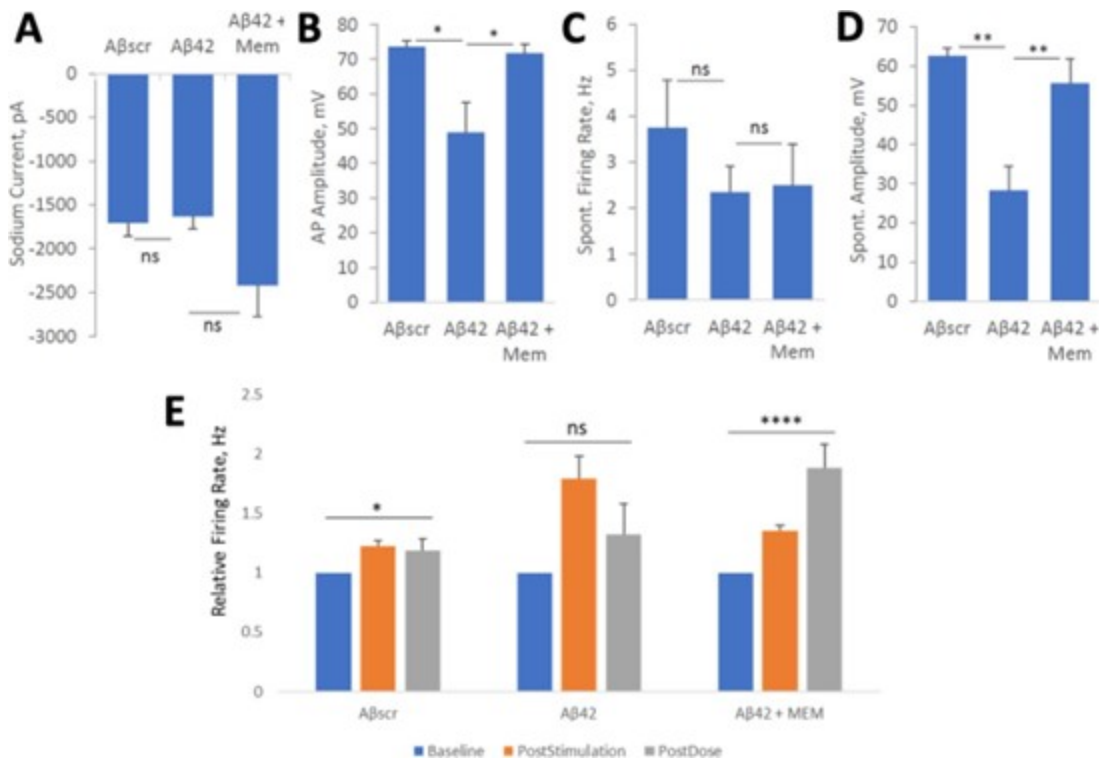 A
Aβscr Aβ42 Aβ42 + Mem
0
-500
-1000
-1500
-2000
-2500
-3000
Sodium Current, pA
ns
ns
B
80
70
60
50
40
30
20
10
0
AP Amplitude, mV
* *
Aβscr Aβ42 Aβ42 + Mem
C
6
5
4
3
2
1
0
Spont. Firing Rate, Hz
ns
ns
Aβscr Aβ42 Aβ42 + Mem
D
70
60
50
40
30
20
10
0
Spont. Amplitude, mV
** **
Aβscr Aβ42 Aβ42 + Mem
E
2.5
2
1.5
1
0.5
0
Relative Firing Rate, Hz
*
ns
****
Aβscr Aβ42 Aβ42 + MEM
Baseline PostStimulation PostDose